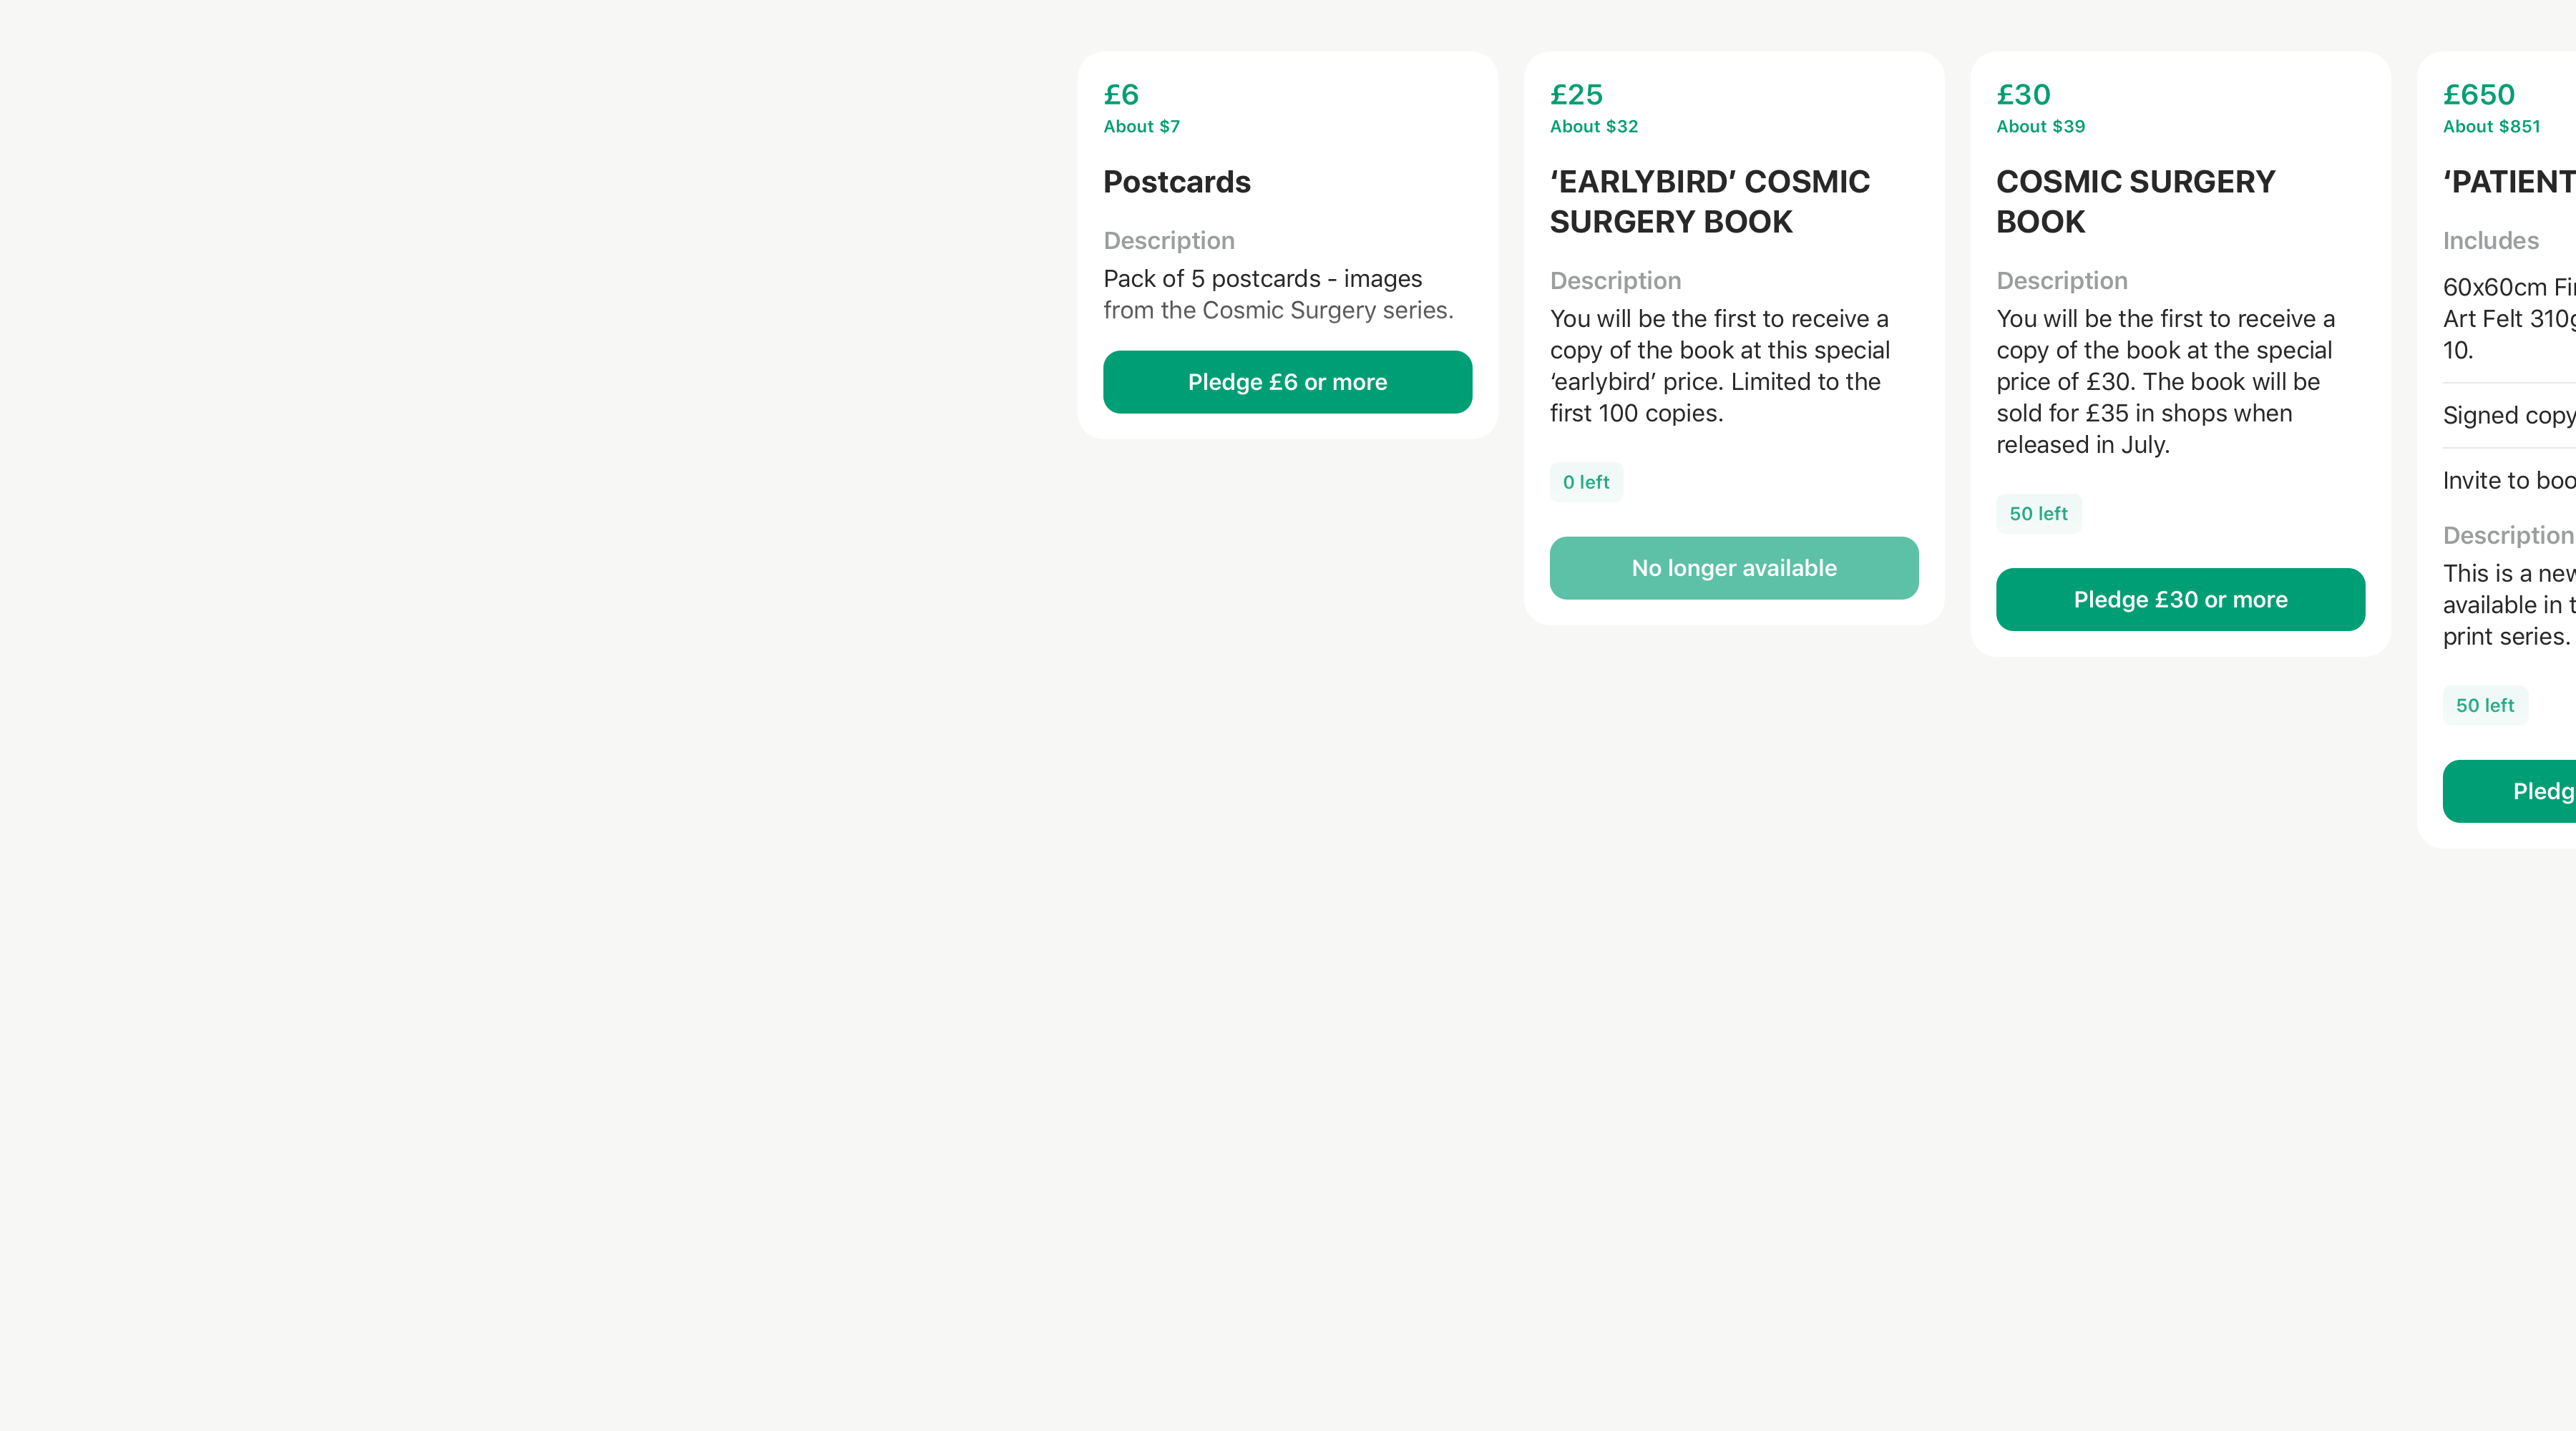 £6
About $7
Postcards
Description
Pack of 5 postcards - images
from the Cosmic Surgery series.
Pledge £6 or more
£25
About $32
‘EARLYBIRD’ COSMIC
SURGERY BOOK
Description
You will be the first to receive a
copy of the book at this special
‘earlybird’ price. Limited to the
first 100 copies.
0 left
No longer available
£30
About $39
COSMIC SURGERY
BOOK
Description
You will be the first to receive a
copy of the book at the special
price of £30. The book will be
sold for £35 in shops when
released in July.
50 left
Pledge £30 or more
£650
About $851
‘PATIENT
Includes
60x60cm
Art Felt
10.
Signed copy
Invite to
Description
This is a
available in
print series.
50 left